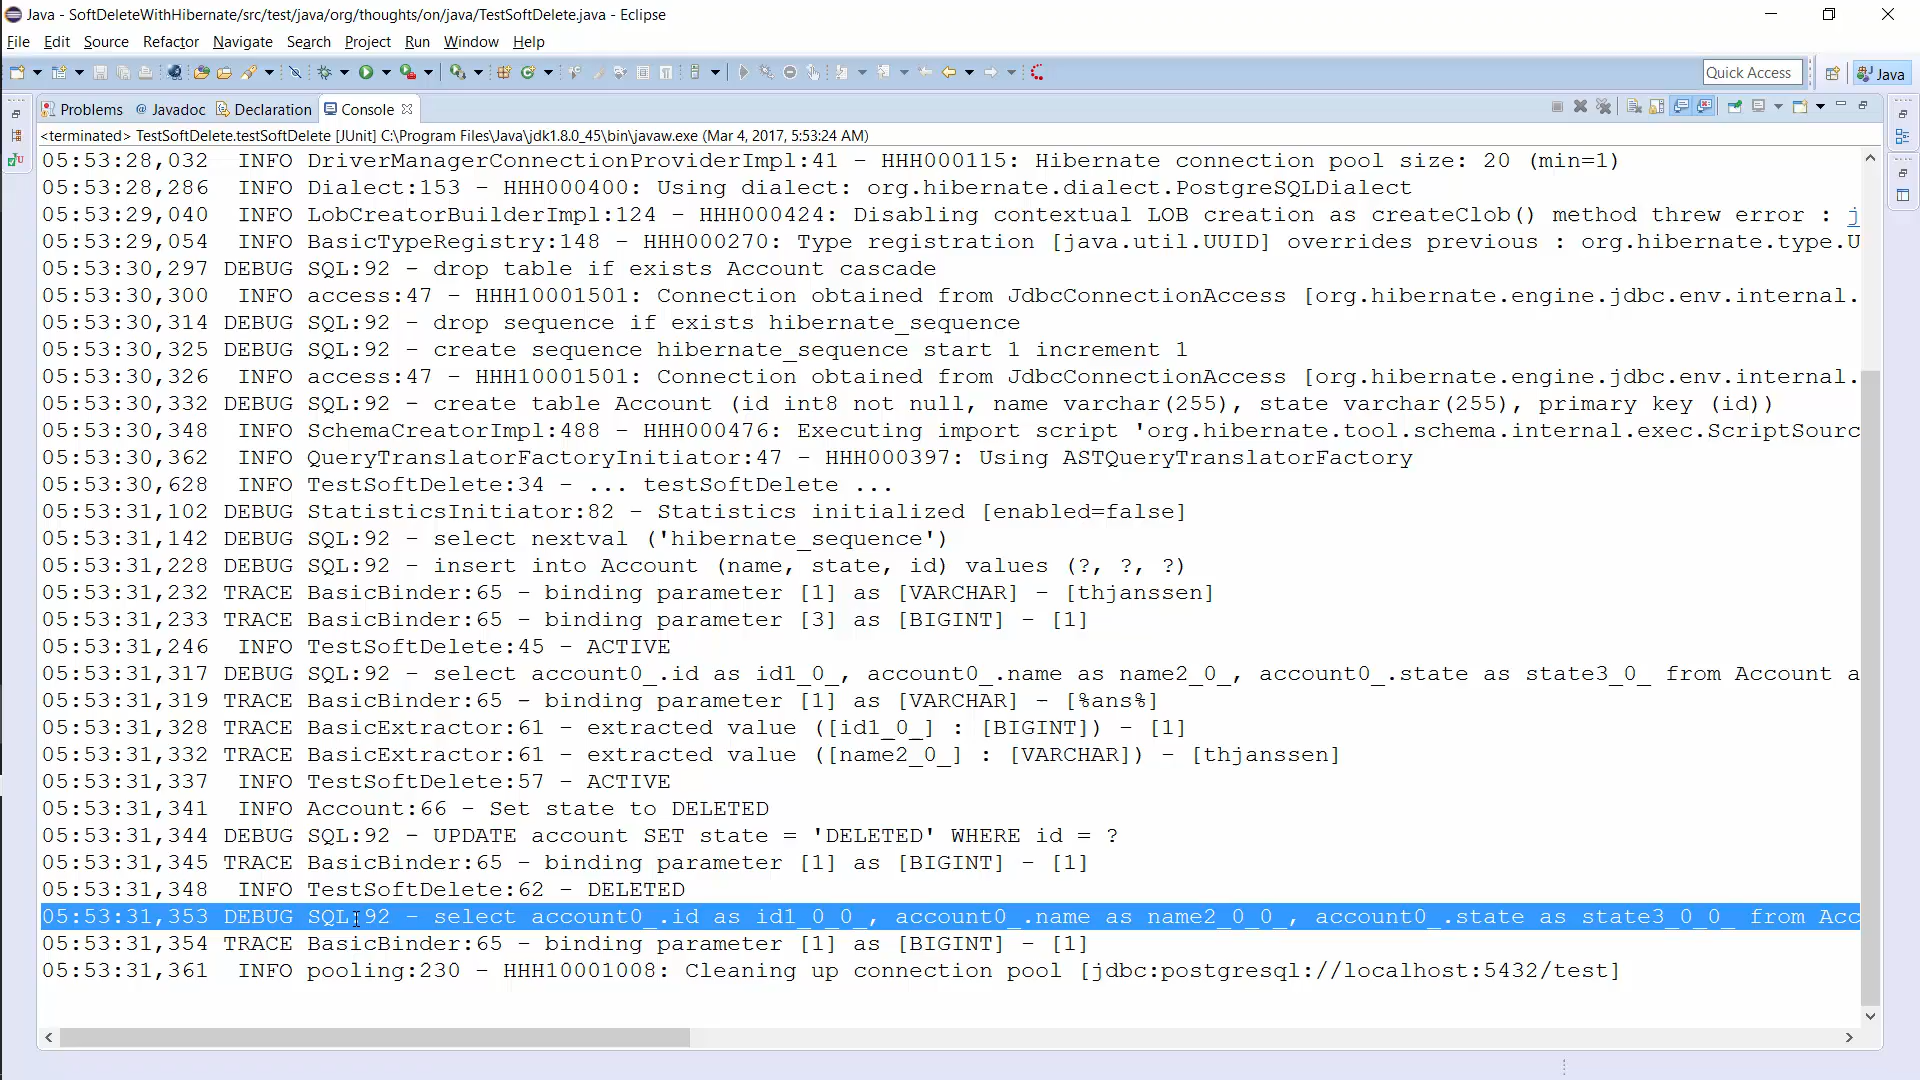 Java - SoftDeleteWithHibernate/src/test/java/org/thoughts/on/java/TestSoftDelete.java - Eclipse
File Edit Source Refactor Navigate Search Project Run Window Help
Quick Access Java
Problems @ Javadoc Declaration Console
<terminated> TestSoftDelete.testSoftDelete [JUnit] C:\Program Files\Java\jdk1.8.0_45\bin\javaw.exe (Mar 4, 2017, 5:53:24 AM)
05:53:28,032 INFO DriverManagerConnectionProviderImpl:41 - HHH000115: Hibernate connection pool size: 20 (min=1)
05:53:28,286 INFO Dialect:153 - HHH000400: Using dialect: org.hibernate.dialect.PostgreSQLDialect
05:53:29,040 INFO LobCreatorBuilderImpl:124 - HHH000424: Disabling contextual LOB creation as createClob() method threw error : j
05:53:29,054 INFO BasicTypeRegistry:148 - HHH000270: Type registration [java.util.UUID] overrides previous : org.hibernate.type.U
05:53:30,297 DEBUG SQL:92 - drop table if exists Account cascade
05:53:30,300 INFO access:47 - HHH10001501: Connection obtained from JdbcConnectionAccess [org.hibernate.engine.jdbc.env.internal.
05:53:30,314 DEBUG SQL:92 - drop sequence if exists hibernate_sequence
05:53:30,325 DEBUG SQL:92 - create sequence hibernate_sequence start 1 increment 1
05:53:30,326 INFO access:47 - HHH10001501: Connection obtained from JdbcConnectionAccess [org.hibernate.engine.jdbc.env.internal.
05:53:30,332 DEBUG SQL:92 - create table Account (id int8 not null, name varchar(255), state varchar(255), primary key (id))
05:53:30,348 INFO SchemaCreatorImpl:488 - HHH000476: Executing import script 'org.hibernate.tool.schema.internal.exec.ScriptSourc
05:53:30,362 INFO QueryTranslatorFactoryInitiator:47 - HHH000397: Using ASTQueryTranslatorFactory
05:53:30,628 INFO TestSoftDelete:34 - ... testSoftDelete ...
05:53:31,102 DEBUG StatisticsInitiator:82 - Statistics initialized [enabled=false]
05:53:31,142 DEBUG SQL:92 - select nextval ('hibernate_sequence')
05:53:31,228 DEBUG SQL:92 - insert into Account (name, state, id) values (?, ?, ?)
05:53:31,232 TRACE BasicBinder:65 - binding parameter [1] as [VARCHAR] - [thjanssen]
05:53:31,233 TRACE BasicBinder:65 - binding parameter [3] as [BIGINT] - [1]
05:53:31,246 INFO TestSoftDelete:45 - ACTIVE
05:53:31,317 DEBUG SQL:92 - select account0_.id as id1_0_, account0_.name as name2_0_, account0_.state as state3_0_ from Account a
05:53:31,319 TRACE BasicBinder:65 - binding parameter [1] as [VARCHAR] - [%ans%]
05:53:31,328 TRACE BasicExtractor:61 - extracted value ([id1_0_] : [BIGINT]) - [1]
05:53:31,332 TRACE BasicExtractor:61 - extracted value ([name2_0_] : [VARCHAR]) - [thjanssen]
05:53:31,337 INFO TestSoftDelete:57 - ACTIVE
05:53:31,341 INFO Account:66 - Set state to DELETED
05:53:31,344 DEBUG SQL:92 - UPDATE account SET state = 'DELETED' WHERE id = ?
05:53:31,345 TRACE BasicBinder:65 - binding parameter [1] as [BIGINT] - [1]
05:53:31,348 INFO TestSoftDelete:62 - DELETED
05:53:31,353 DEBUG SQL:92 - select account0_.id as id1_0_0_, account0_.name as name2_0_0_, account0_.state as state3_0_0_ from Acc
05:53:31,354 TRACE BasicBinder:65 - binding parameter [1] as [BIGINT] - [1]
05:53:31,361 INFO pooling:230 - HHH10001008: Cleaning up connection pool [jdbc:postgresql://localhost:5432/test]